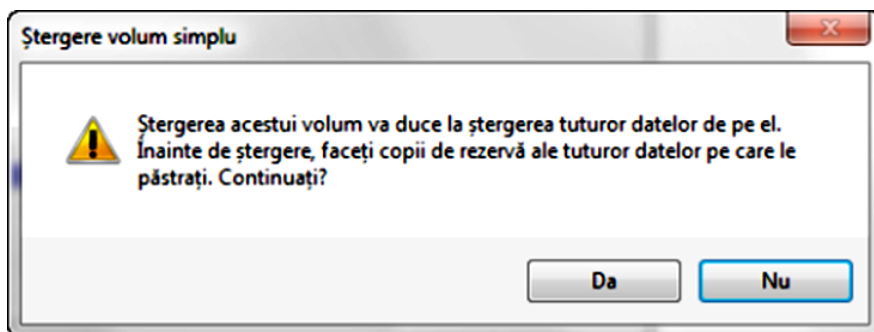 Ștergere volum simplu
Ștergerea acestui volum va duce la ștergerea tuturor datelor de pe el.
Înainte de ștergere, faceți copii de rezervă ale tuturor datelor pe care le
păstrați. Continuați?
Da
Nu